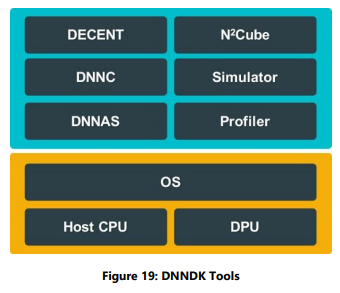 DECENT N²Cube
DNNC Simulator
DNNAS Profiler
OS
Host CPU DPU
Figure 19: DNNDK Tools